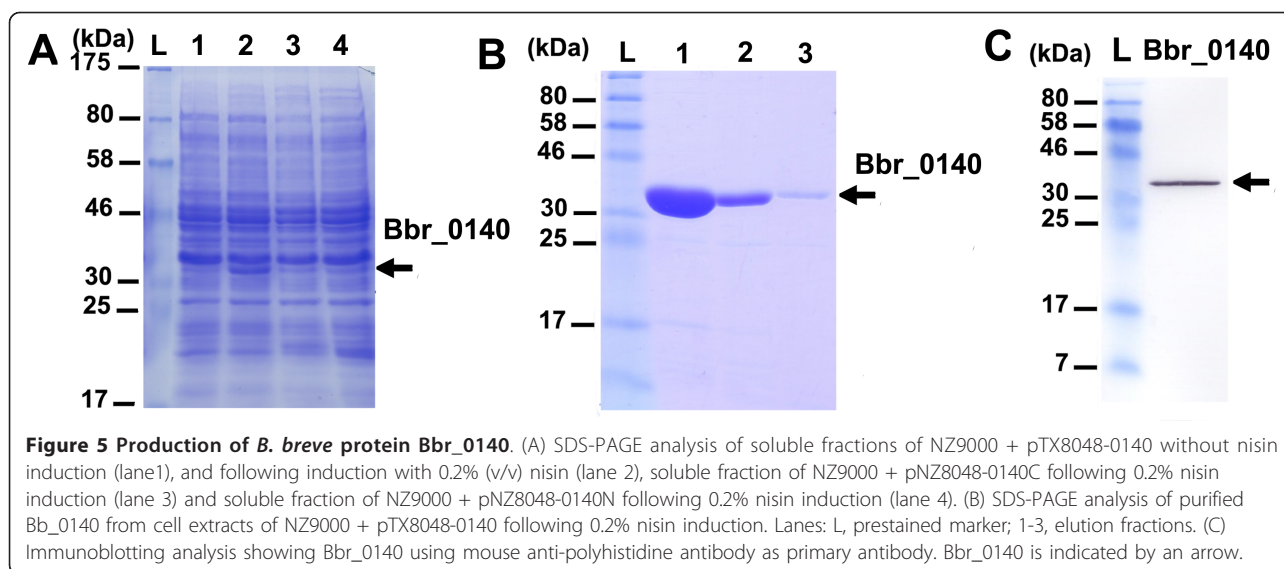 A (kDa) L 1 2 3 4
175
80
58
46
Bbr_0140
30
25
17
B (kDa) L 1 2 3
80
58
46
Bbr_0140
30
25
17
C (kDa) L Bbr_0140
80
58
46
30
25
17
7
Figure 5 Production of B. breve protein Bbr_0140. (A) SDS-PAGE analysis of soluble fractions of NZ9000 + pTX8048-0140 without nisin
induction (lane1), and following induction with 0.2% (v/v) nisin (lane 2), soluble fraction of NZ9000 + pNZ8048-0140C following 0.2% nisin
induction (lane 3) and soluble fraction of NZ9000 + pNZ8048-0140N following 0.2% nisin induction (lane 4). (B) SDS-PAGE analysis of purified
Bb_0140 from cell extracts of NZ9000 + pTX8048-0140 following 0.2% nisin induction. Lanes: L, prestained marker; 1-3, elution fractions. (C)
Immunoblotting analysis showing Bbr_0140 using mouse anti-polyhistidine antibody as primary antibody. Bbr_0140 is indicated by an arrow.